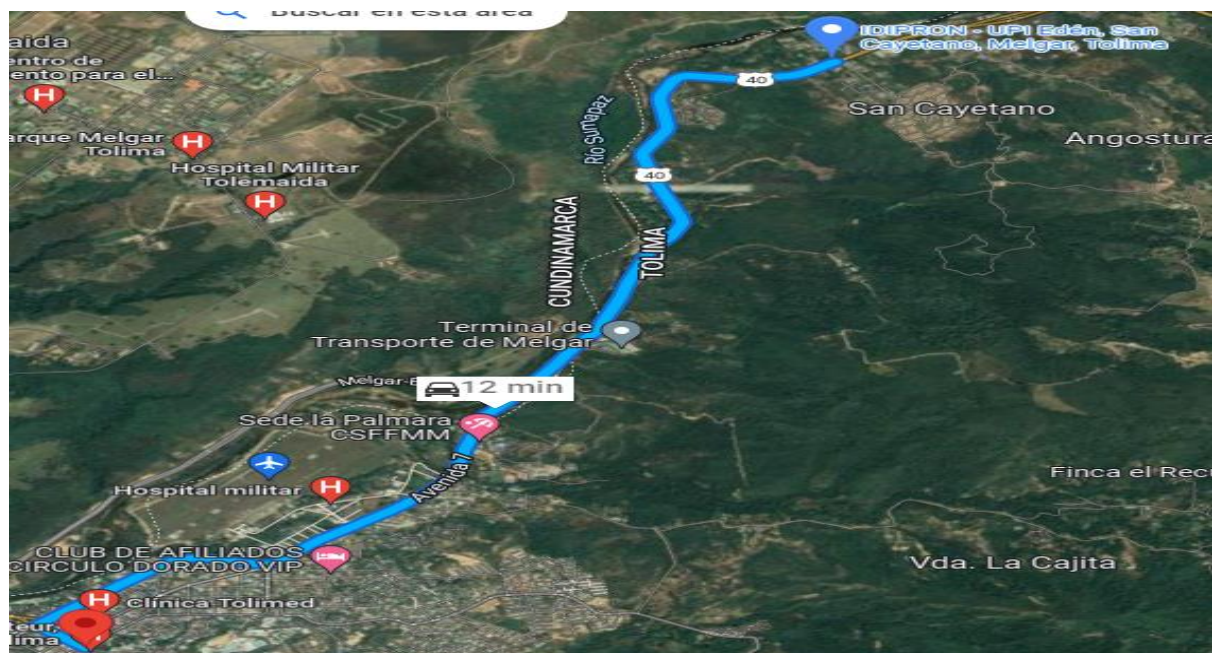 Buscar en esta área
aida
entro de
ento para el...
IDIPRON - UPI Edén, San
Cayetano, Melgar, Tolima
40
San Cayetano
Angostura
arque Melgar
Tolima
Río Sumapaz
Hospital Militar
Tolemaida
40
CUNDINAMARCA
TOLIMA
Terminal de
Transporte de Melgar
12 min
Sede la Palmara
CSFFMM
Avenida 7
Hospital militar
Finca el Recu
CLUB DE AFILIADOS
CIRCULO DORADO VIP
Vda. La Cajita
Clínica Tolimed
teur,
lima